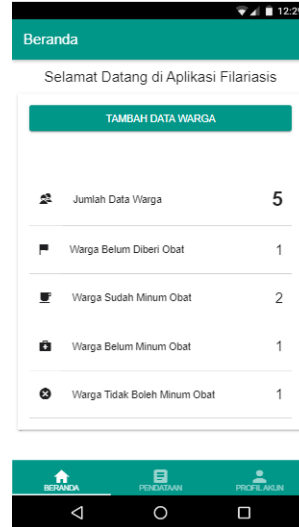 12:29
Beranda
Selamat Datang di Aplikasi Filariasis
TAMBAH DATA WARGA
Jumlah Data Warga 5
Warga Belum Diberi Obat 1
Warga Sudah Minum Obat 2
Warga Belum Minum Obat 1
Warga Tidak Boleh Minum Obat 1
BERANDA PENDATAAN PROFIL AKUN